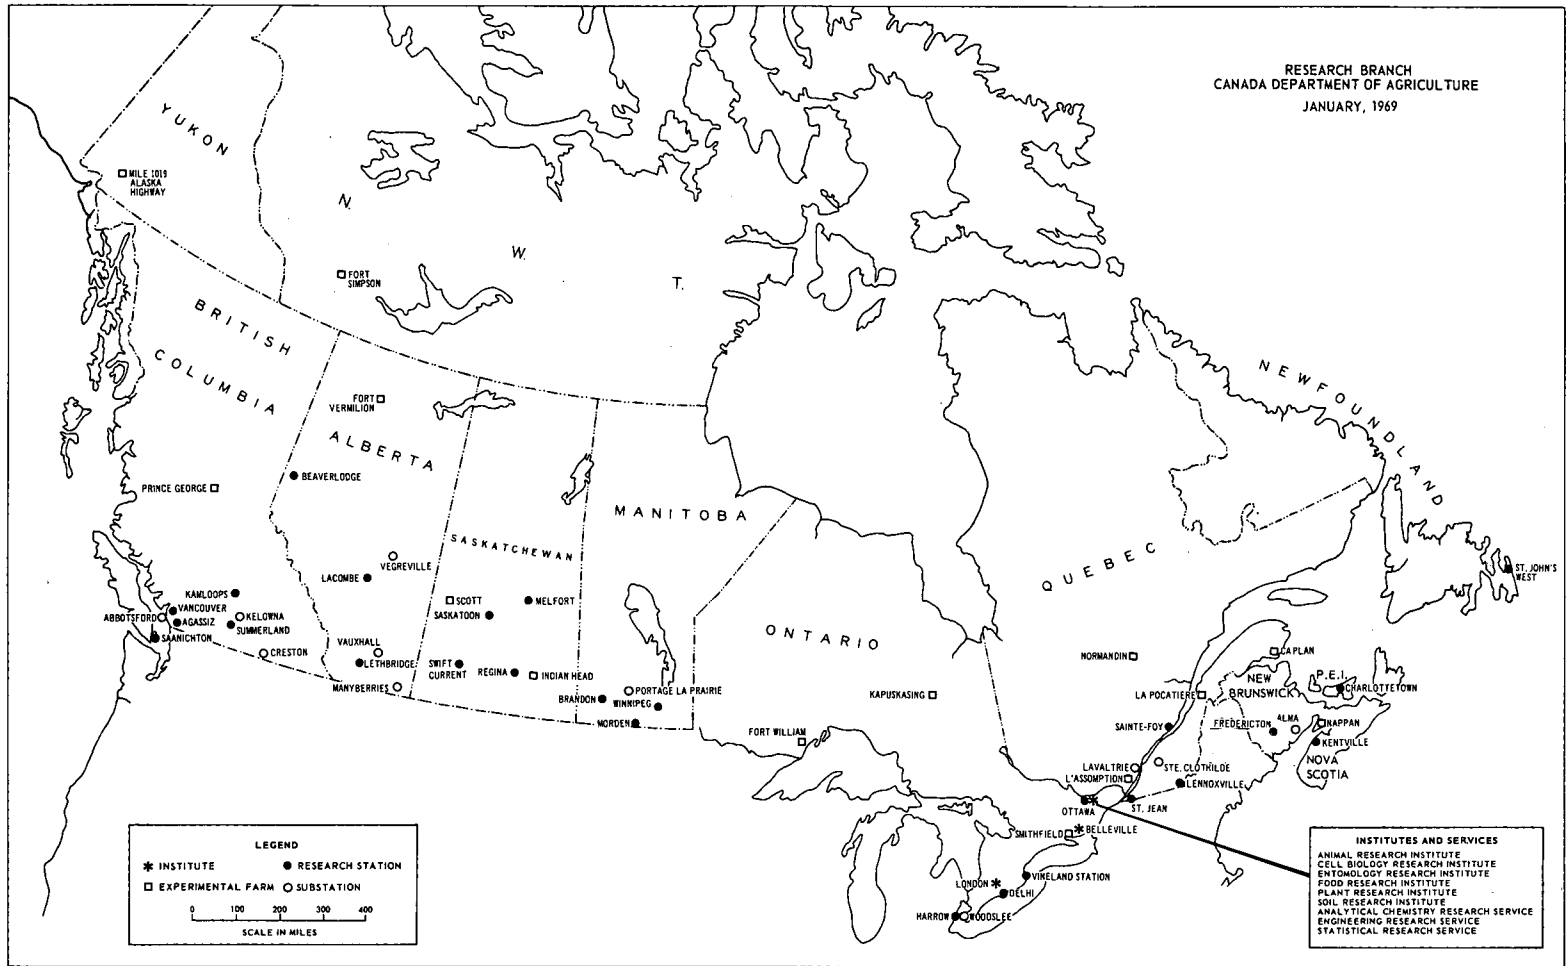 RESEARCH BRANCH
CANADA DEPARTMENT OF AGRICULTURE
JANUARY, 1969
YUKON
MILE 1019
ALASKA
HIGHWAY
N. W. T.
FORT
SIMPSON
BRITISH
COLUMBIA
FORT
VERMILION
ALBERTA
BEAVERLODGE
PRINCE GEORGE
NEWFOUNDLAND
MANITOBA
SASKATCHEWAN
QUEBEC
ONTARIO
VEGREVILLE
LACOMBE
KAMLOOPS
VANCOUVER
ABBOTSFORD
AGASSIZ
KELOWNA
SUMMERLAND
SAANICHTON
CRESTON
SCOTT
MELFORT
SASKATOON
VAUXHALL
LETHBRIDGE
MANYBERRIES
SWIFT
CURRENT
REGINA
INDIAN HEAD
BRANDON
PORTAGE LA PRAIRIE
WINNIPEG
MORDEN
ST. JOHN'S
WEST
NORMANDIN
CAPLAN
KAPUSKASING
FORT WILLIAM
LA POCATIERE
NEW
BRUNSWICK
P.E.I.
CHARLOTTETOWN
SAINTE-FOY
FREDERICTON
ALMA
NAPPAN
KENTVILLE
NOVA
SCOTIA
LAVALTRIE
STE. CLOTHILDE
L'ASSOMPTION
LENNOXVILLE
OTTAWA
ST. JEAN
SMITHFIELD
BELLEVILLE
VINELAND STATION
LONDON
DELHI
HARROW
WOODSLEE
LEGEND
* INSTITUTE ● RESEARCH STATION
□ EXPERIMENTAL FARM ○ SUBSTATION
0 100 200 300 400
SCALE IN MILES
INSTITUTES AND SERVICES
ANIMAL RESEARCH INSTITUTE
CELL BIOLOGY RESEARCH INSTITUTE
ENTOMOLOGY RESEARCH INSTITUTE
FOOD RESEARCH INSTITUTE
PLANT RESEARCH INSTITUTE
SOIL RESEARCH INSTITUTE
ANALYTICAL CHEMISTRY RESEARCH SERVICE
ENGINEERING RESEARCH SERVICE
STATISTICAL RESEARCH SERVICE